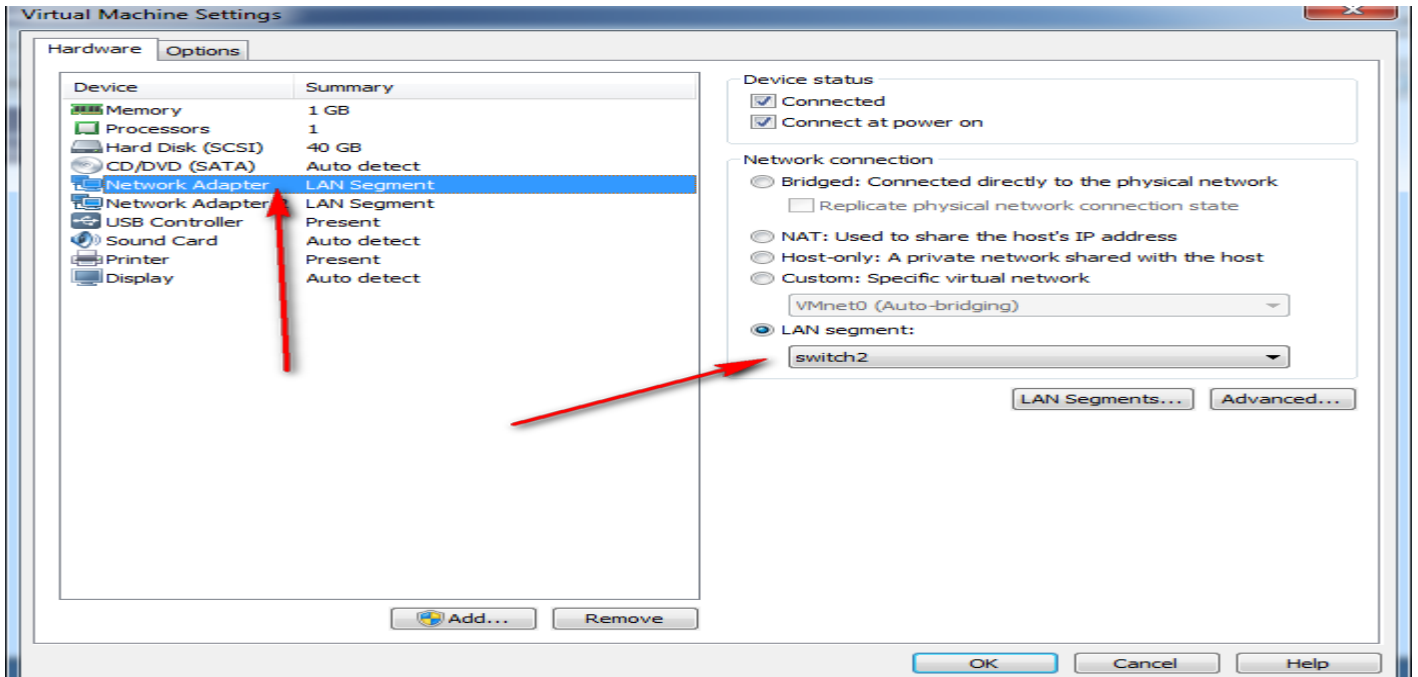 Virtual Machine Settings
Hardware Options
Device Summary
Memory 1 GB
Processors 1
Hard Disk (SCSI) 40 GB
CD/DVD (SATA) Auto detect
Network Adapter LAN Segment
Network Adapter 2 LAN Segment
USB Controller Present
Sound Card Auto detect
Printer Present
Display Auto detect
Add... Remove
Device status
Connected
Connect at power on
Network connection
Bridged: Connected directly to the physical network
Replicate physical network connection state
NAT: Used to share the host's IP address
Host-only: A private network shared with the host
Custom: Specific virtual network
VMnet0 (Auto-bridging)
LAN segment:
switch2
LAN Segments... Advanced...
OK Cancel Help